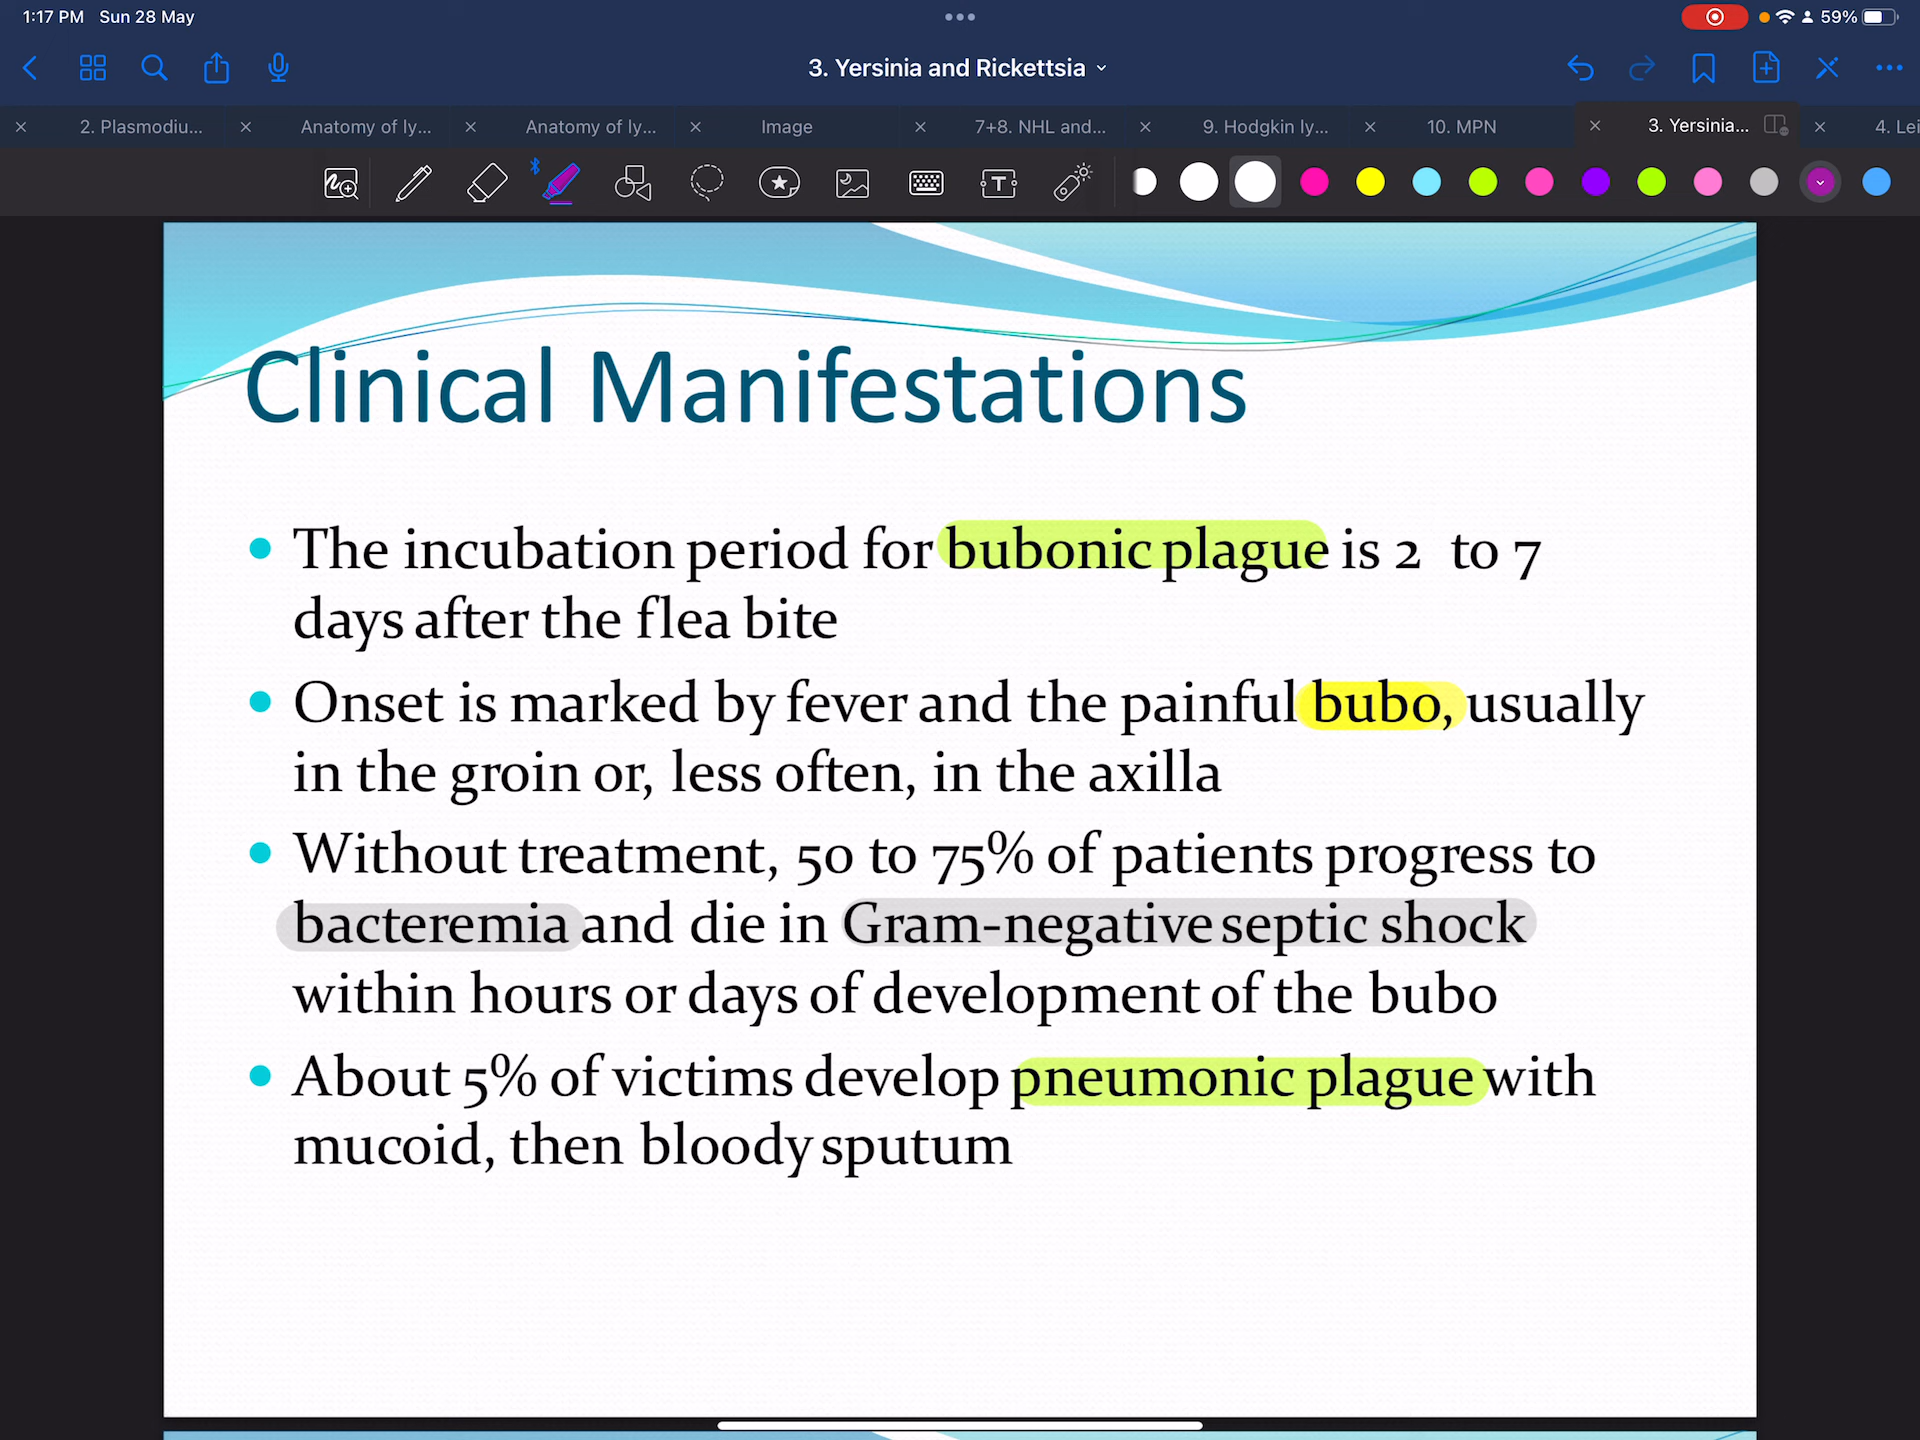 1:17 PM Sun 28 May
59%
3. Yersinia and Rickettsia
2. Plasmodiu...
Anatomy of ly...
Anatomy of ly...
Image
7+8. NHL and...
9. Hodgkin ly...
10. MPN
3. Yersinia...
4. Lei
T
Clinical Manifestations
• The incubation period for bubonic plague is 2 to 7
days after the flea bite
• Onset is marked by fever and the painful bubo, usually
in the groin or, less often, in the axilla
• Without treatment, 50 to 75% of patients progress to
bacteremia and die in Gram-negative septic shock
within hours or days of development of the bubo
• About 5% of victims develop pneumonic plague with
mucoid, then bloody sputum